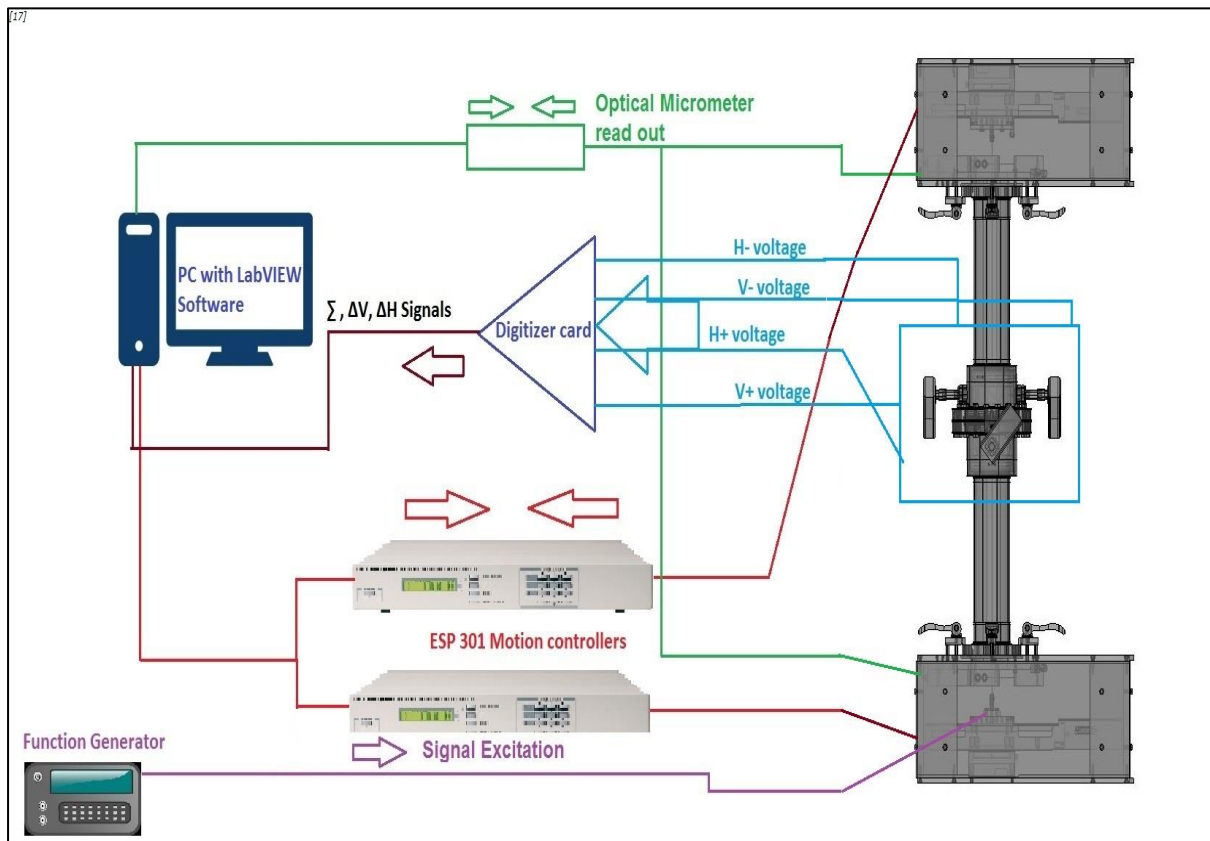 [17]
Optical Micrometer
read out
H- voltage
PC with LabVIEW
Software
V- voltage
∑ , ΔV, ΔH Signals
Digitizer card
H+ voltage
V+ voltage
ESP 301 Motion controllers
Function Generator
Signal Excitation